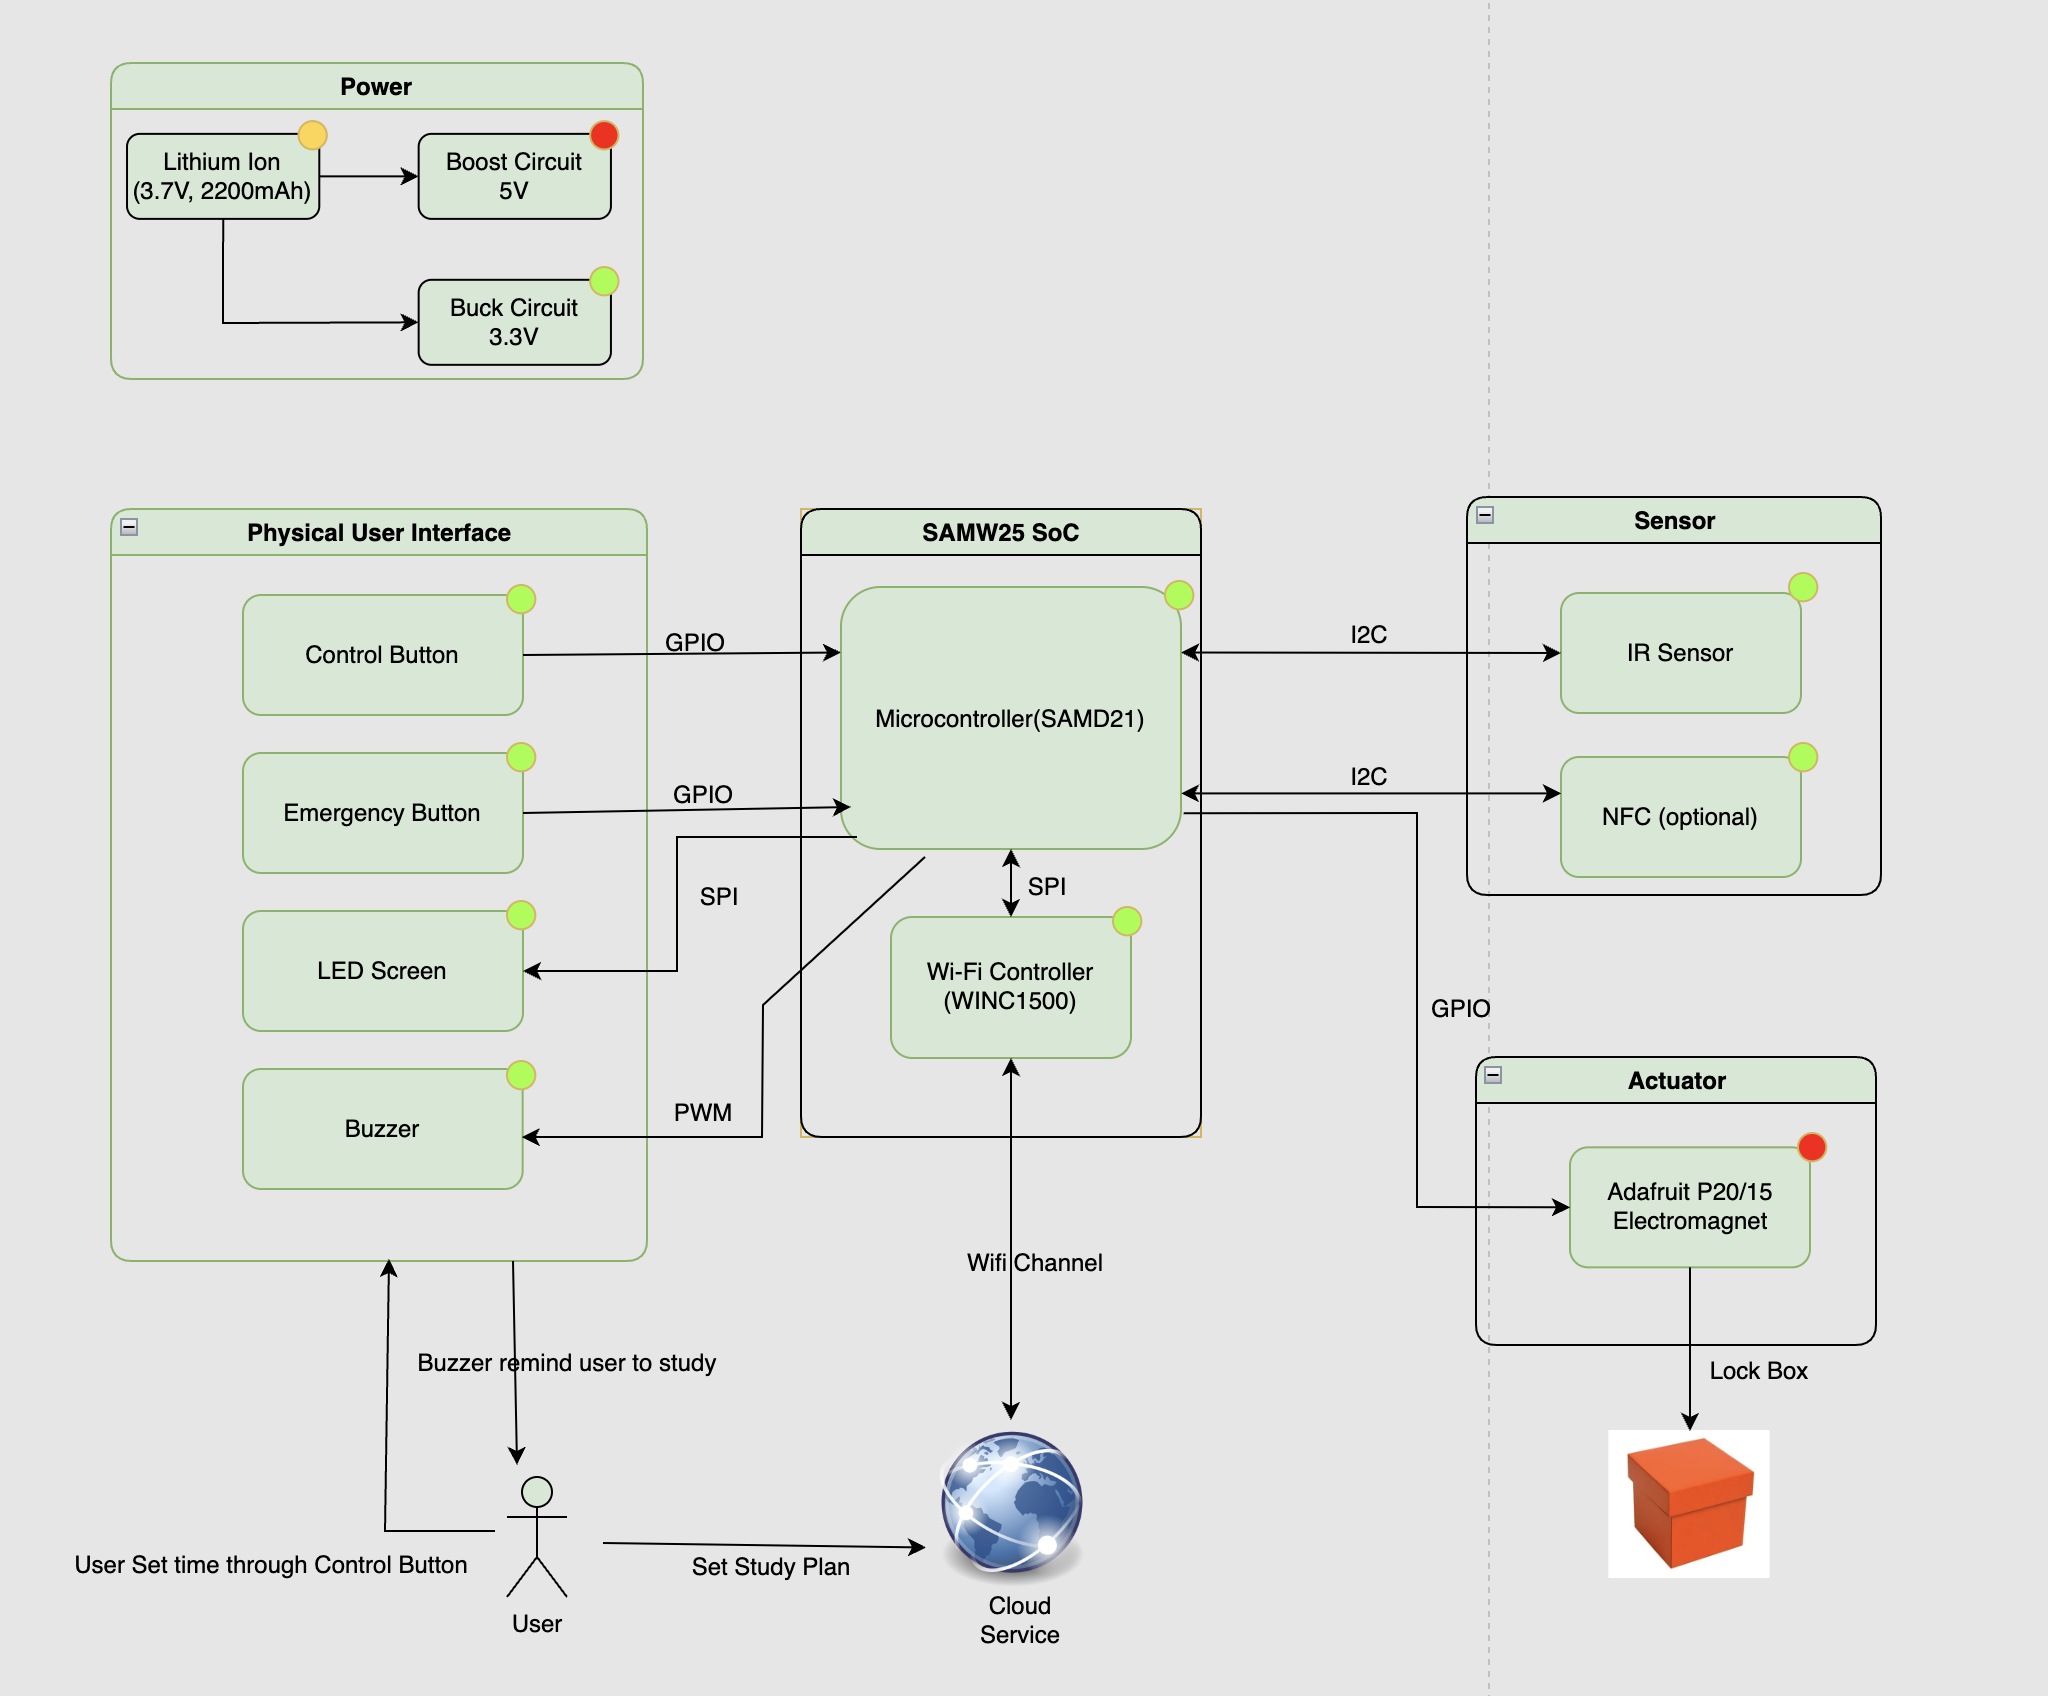 Power
Lithium Ion
(3.7V, 2200mAh)
Boost Circuit
5V
Buck Circuit
3.3V
Physical User Interface
Control Button
Emergency Button
LED Screen
Buzzer
GPIO
GPIO
SPI
PWM
SAMW25 SoC
Microcontroller(SAMD21)
SPI
Wi-Fi Controller
(WINC1500)
I2C
I2C
GPIO
Sensor
IR Sensor
NFC (optional)
Actuator
Adafruit P20/15
Electromagnet
Lock Box
Wifi Channel
Buzzer remind user to study
User Set time through Control Button
User
Set Study Plan
Cloud
Service